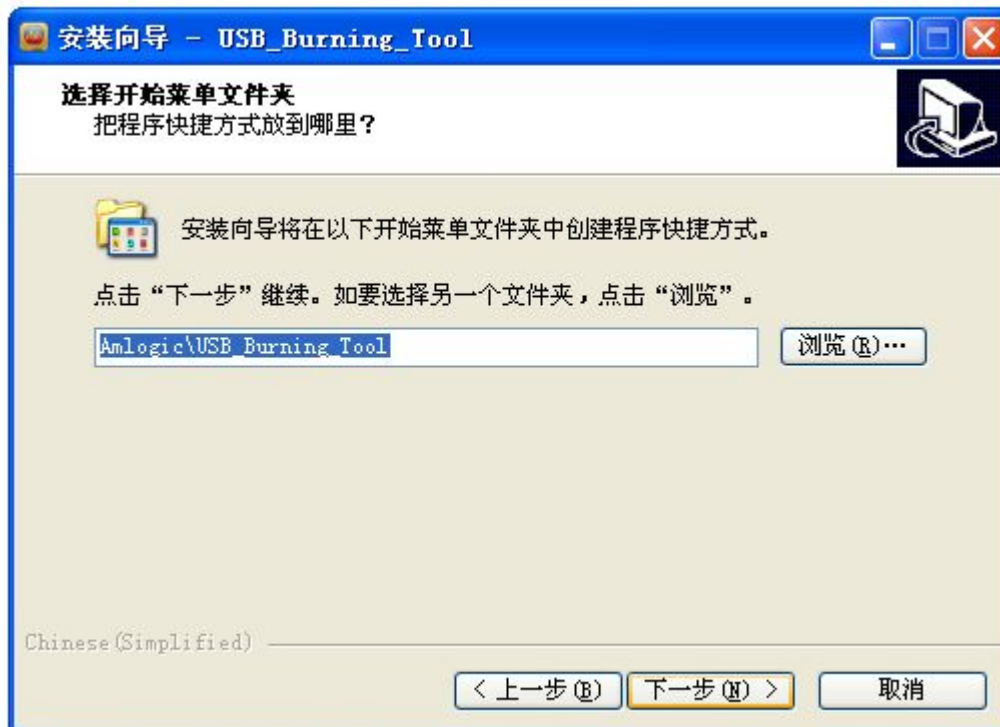 安装向导 - USB_Burning_Tool
选择开始菜单文件夹
把程序快捷方式放到哪里？
安装向导将在以下开始菜单文件夹中创建程序快捷方式。
点击“下一步”继续。如要选择另一个文件夹，点击“浏览”。
Amlogic\USB_Burning_Tool
浏览(R)…
Chinese(Simplified)
< 上一步(B)
下一步(N) >
取消